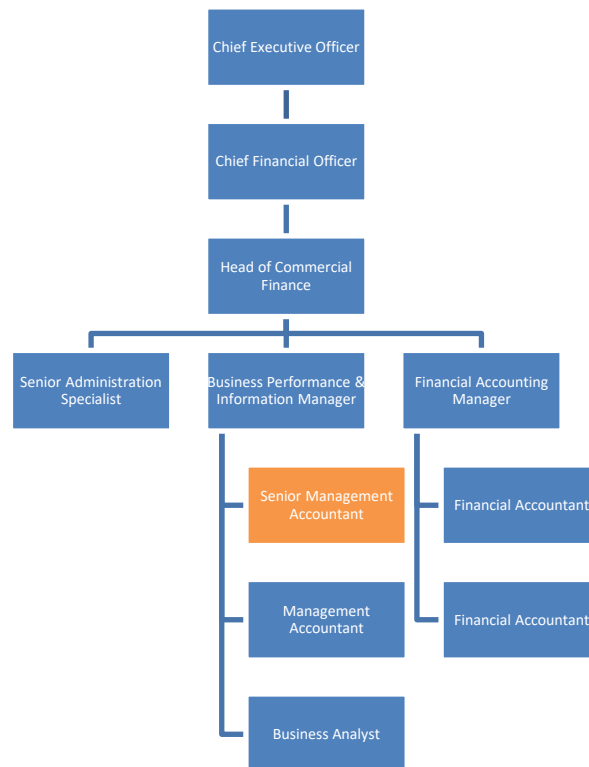 Chief Executive Officer
Chief Financial Officer
Head of Commercial
Finance
Senior Administration
Specialist
Business Performance &
Information Manager
Financial Accounting
Manager
Senior Management
Accountant
Management
Accountant
Business Analyst
Financial Accountant
Financial Accountant